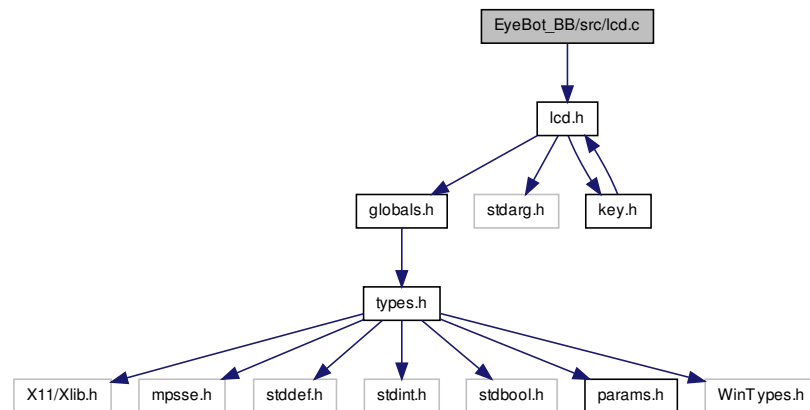 EyeBot_BB/src/lcd.c
lcd.h
globals.h
stdarg.h
key.h
types.h
X11/Xlib.h
mpsse.h
stddef.h
stdint.h
stdbool.h
params.h
WinTypes.h